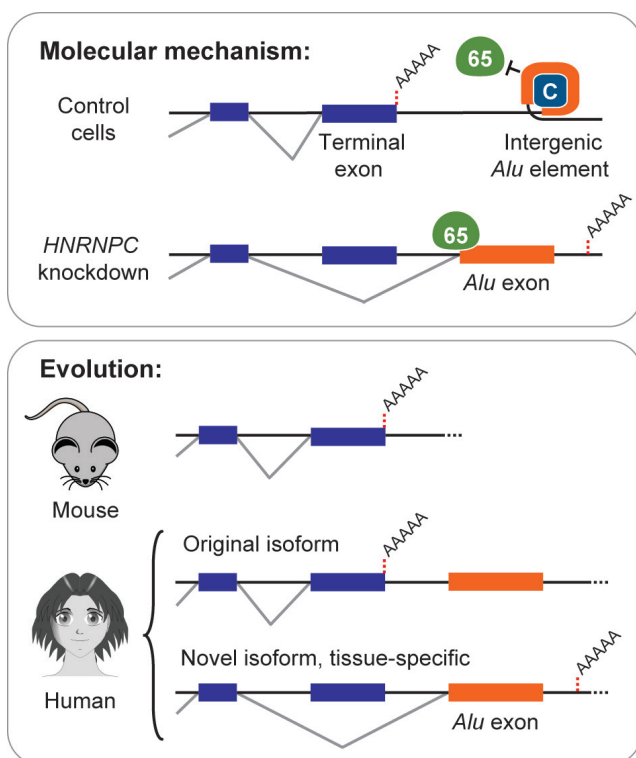 Molecular mechanism:
Control
cells
65
C
AAAAA
Terminal
exon
Intergenic
Alu element
HNRNPC
knockdown
65
AAAAA
Alu exon
Evolution:
Mouse
AAAAA
Human
Original isoform
AAAAA
Novel isoform, tissue-specific
AAAAA
Alu exon